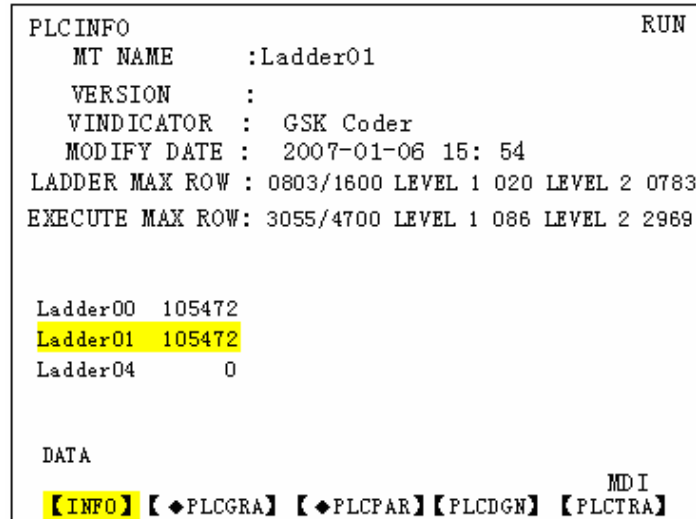 PLCINFO RUN
MT NAME :Ladder01
VERSION :
VINDICATOR : GSK Coder
MODIFY DATE : 2007-01-06 15: 54
LADDER MAX ROW : 0803/1600 LEVEL 1 020 LEVEL 2 0783
EXECUTE MAX ROW: 3055/4700 LEVEL 1 086 LEVEL 2 2969
Ladder00 105472
Ladder01 105472
Ladder04 0
DATA
MDI
【INFO】【◆PLCGRA】【◆PLCPAR】【PLCDGN】【PLCTRA】